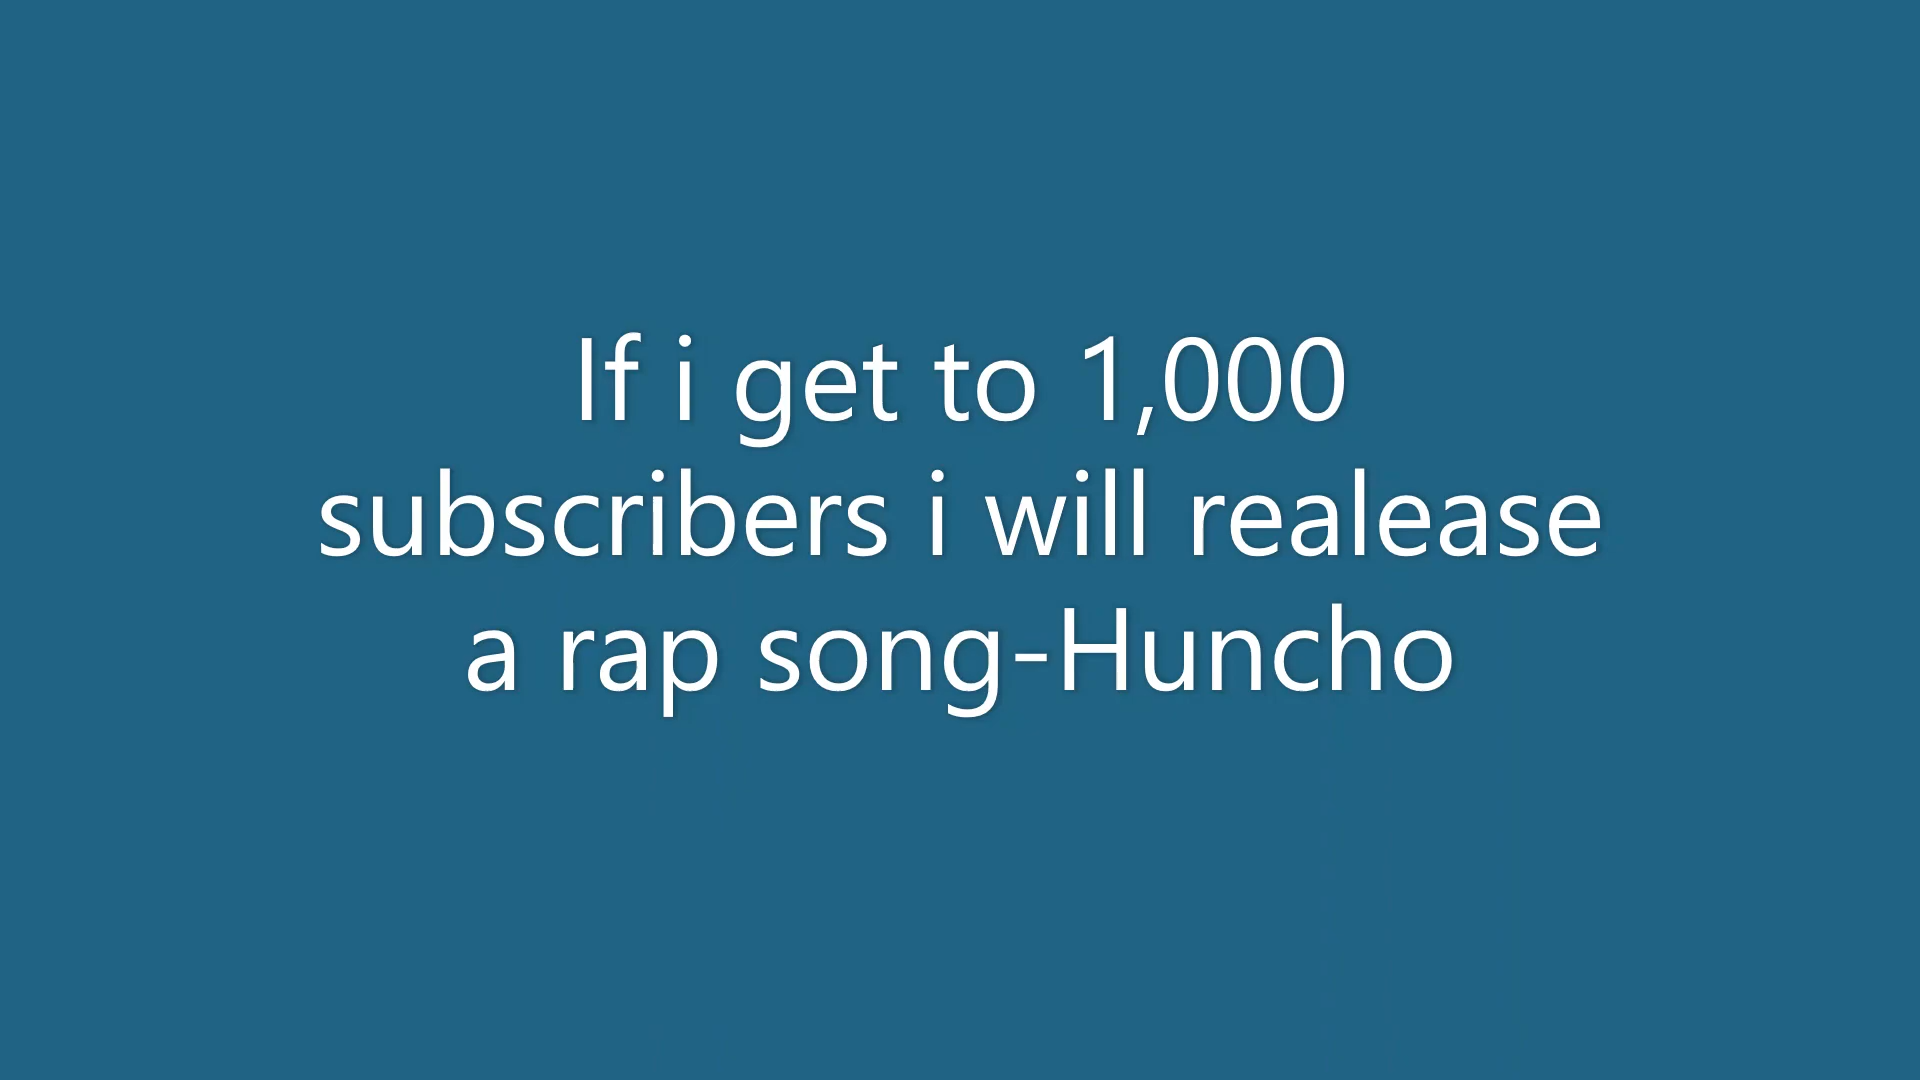 If i get to 1,000
subscribers i will realease
a rap song-Huncho